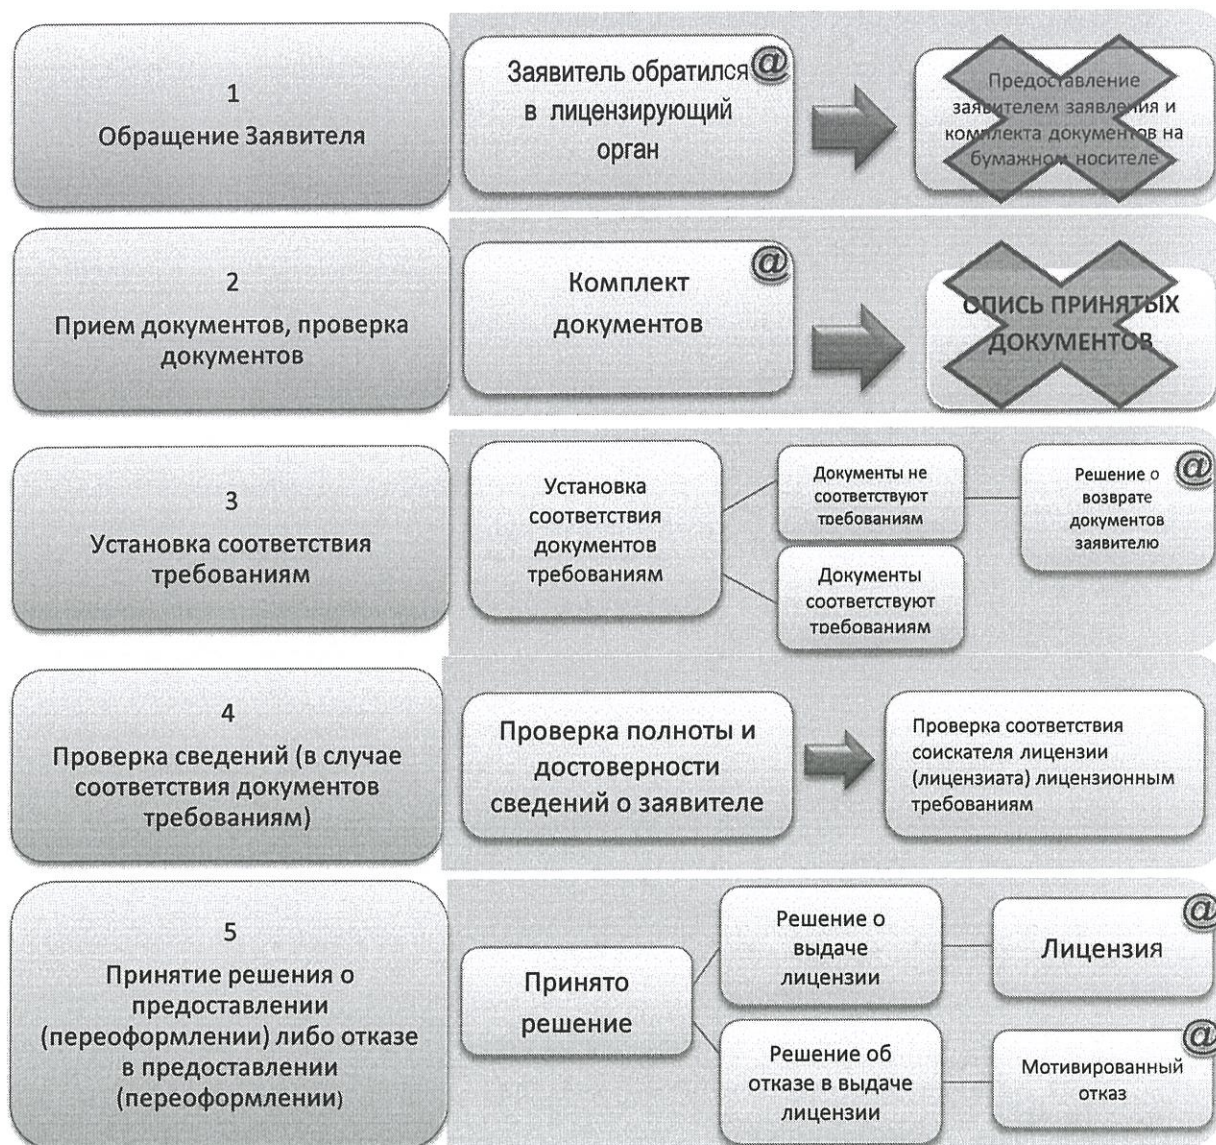 1
Обращение Заявителя
Заявитель обратился
в лицензирующий
орган
@
Предоставление
заявителем заявления и
комплекта документов на
бумажном носителе
2
Прием документов, проверка
документов
Комплект
документов
@
ОПИСЬ ПРИНЯТЫХ
ДОКУМЕНТОВ
3
Установка соответствия
требованиям
Установка
соответствия
документов
требованиям
Документы не
соответствуют
требованиям
Решение о
возврате
документов
заявителю
@
Документы
соответствуют
требованиям
4
Проверка сведений (в случае
соответствия документов
требованиям)
Проверка полноты и
достоверности
сведений о заявителе
Проверка соответствия
соискателя лицензии
(лицензиата) лицензионным
требованиям
5
Принятие решения о
предоставлении
(переоформлении) либо отказе
в предоставлении
(переоформлении)
Принято
решение
Решение о
выдаче
лицензии
Лицензия
@
Решение об
отказе в выдаче
лицензии
Мотивированный
отказ
@